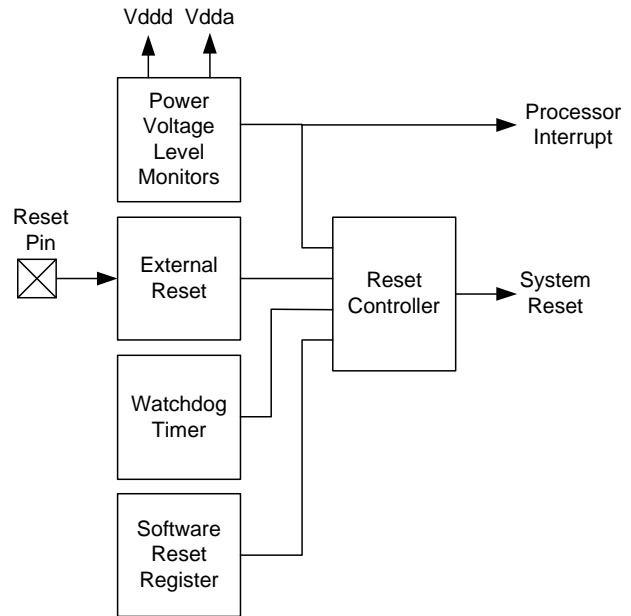 Vddd
Vdda
Power
Voltage
Level
Monitors
Processor
Interrupt
Reset
Pin
External
Reset
Reset
Controller
System
Reset
Watchdog
Timer
Software
Reset
Register